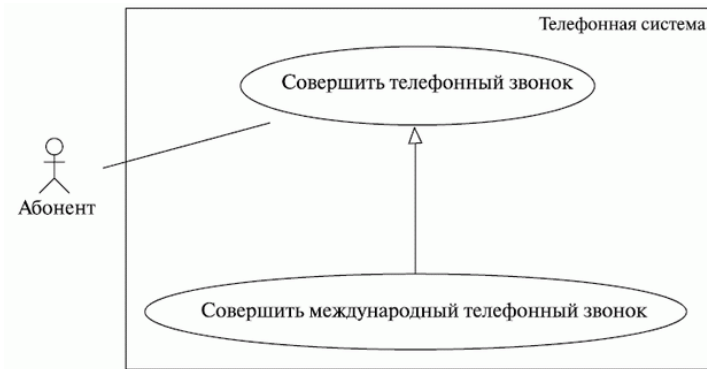 Телефонная система
Совершить телефонный звонок
Абонент
Совершить международный телефонный звонок